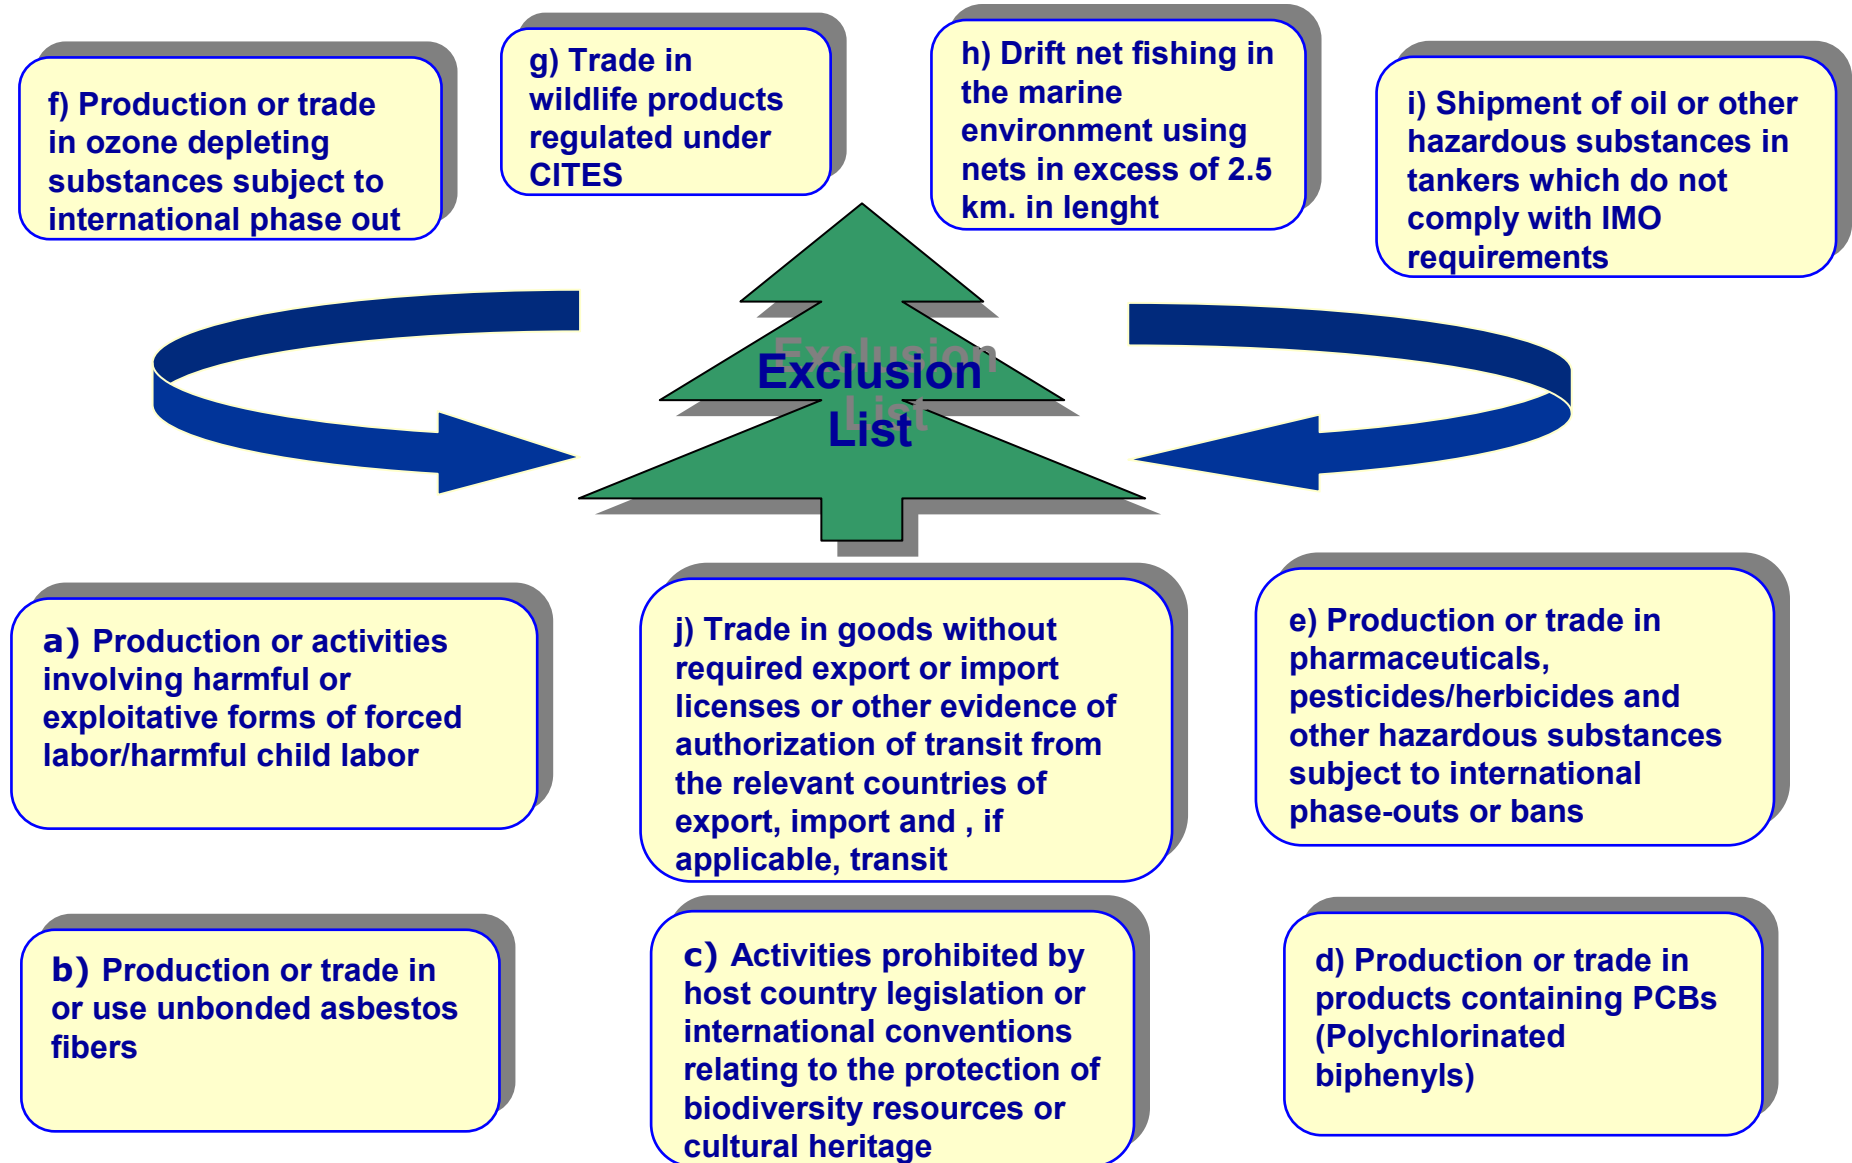 f) Production or trade
in ozone depleting
substances subject to
international phase out
g) Trade in
wildlife products
regulated under
CITES
h) Drift net fishing in
the marine
environment using
nets in excess of 2.5
km. in lenght
i) Shipment of oil or other
hazardous substances in
tankers which do not
comply with IMO
requirements
Exclusion
List
a) Production or activities
involving harmful or
exploitative forms of forced
labor/harmful child labor
j) Trade in goods without
required export or import
licenses or other evidence of
authorization of transit from
the relevant countries of
export, import and , if
applicable, transit
e) Production or trade in
pharmaceuticals,
pesticides/herbicides and
other hazardous substances
subject to international
phase-outs or bans
b) Production or trade in
or use unbonded asbestos
fibers
c) Activities prohibited by
host country legislation or
international conventions
relating to the protection of
biodiversity resources or
cultural heritage
d) Production or trade in
products containing PCBs
(Polychlorinated
biphenyls)